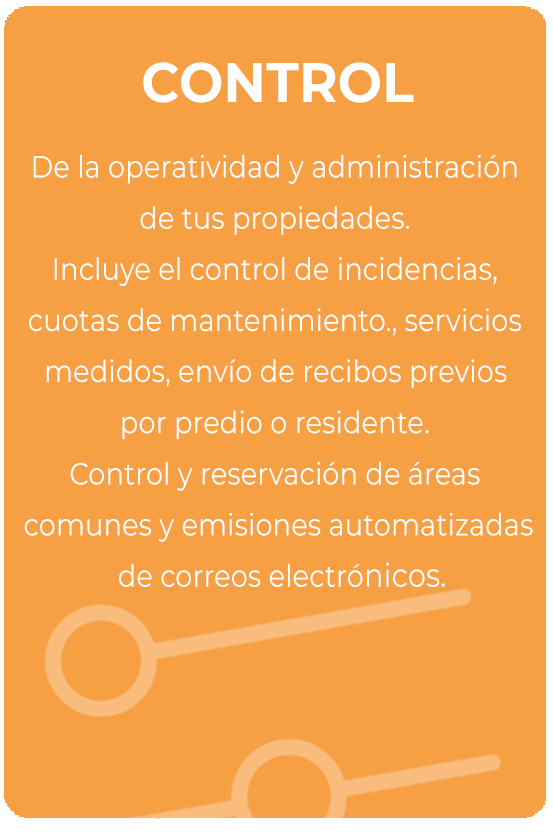 CONTROL
De la operatividad y administración
de tus propiedades.
Incluye el control de incidencias,
cuotas de mantenimiento., servicios
medidos, envío de recibos previos
por predio o residente.
Control y reservación de áreas
comunes y emisiones automatizadas
de correos electrónicos.